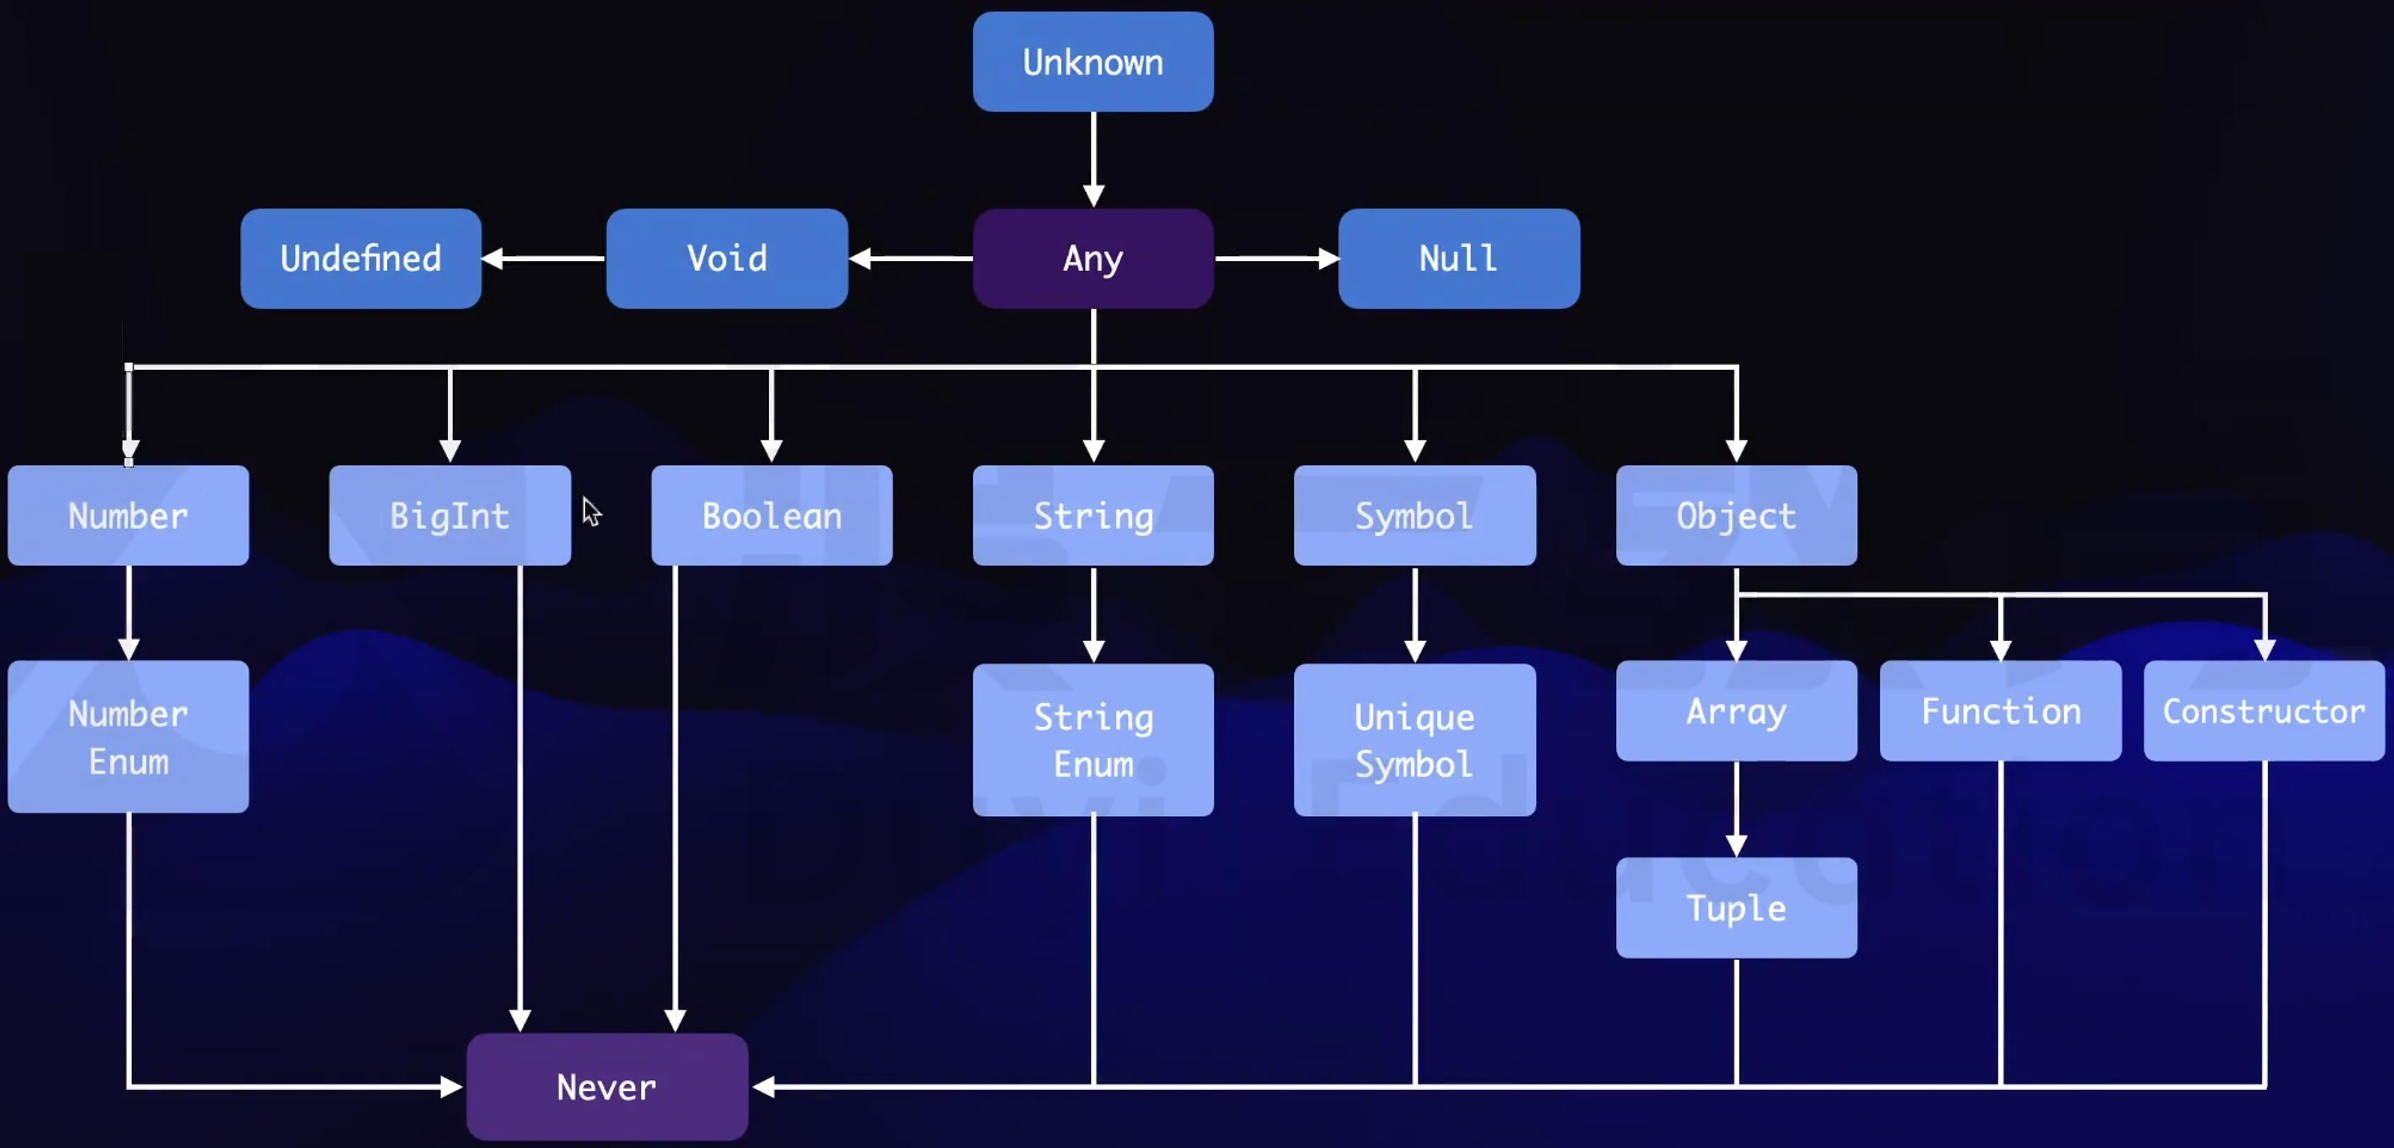 Unknown
Undefined
Void
Any
Null
Number
BigInt
Boolean
String
Symbol
Object
Number
Enum
String
Enum
Unique
Symbol
Array
Function
Constructor
Tuple
Never